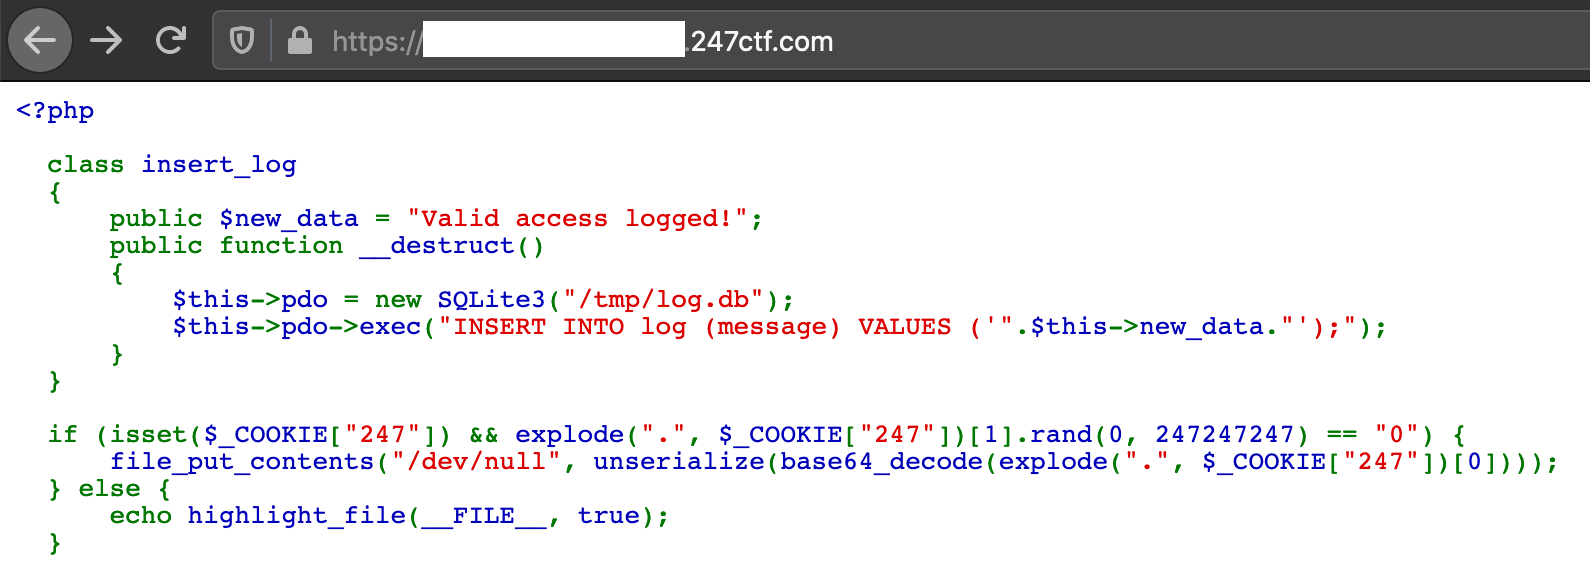 https:// .247ctf.com
<?php
class insert_log
{
public $new_data = "Valid access logged!";
public function __destruct()
{
$this->pdo = new SQLite3("/tmp/log.db");
$this->pdo->exec("INSERT INTO log (message) VALUES ('".$this->new_data."');");
}
}
if (isset($_COOKIE["247"]) && explode(".", $_COOKIE["247"])[1].rand(0, 247247247) == "0") {
file_put_contents("/dev/null", unserialize(base64_decode(explode(".", $_COOKIE["247"])[0])));
} else {
echo highlight_file(__FILE__, true);
}